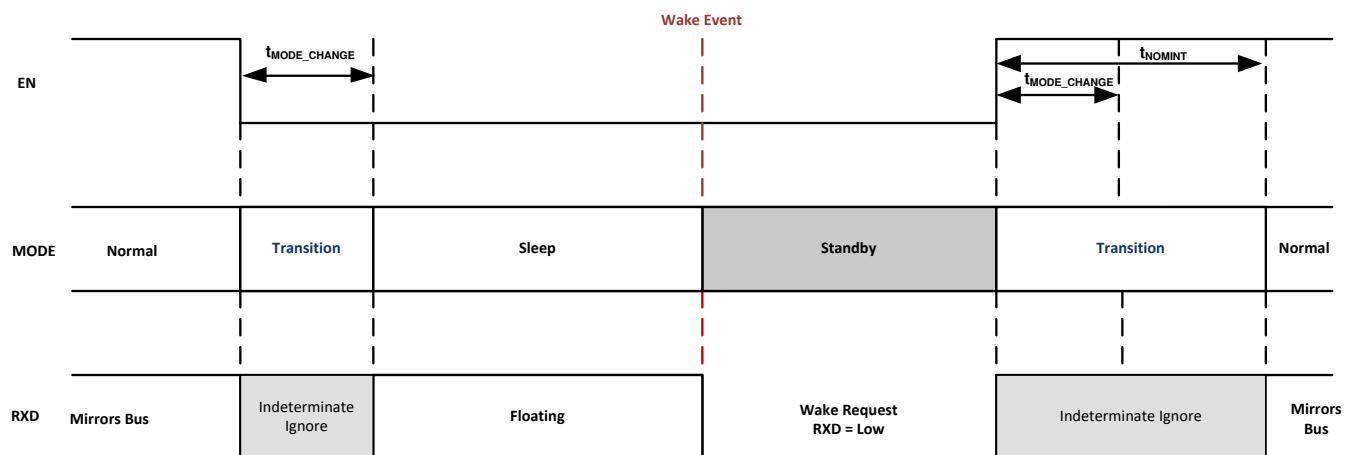 Wake Event
tMODE_CHANGE
tNOMINT
EN
tMODE_CHANGE
MODE
Normal
Transition
Sleep
Standby
Transition
Normal
RXD
Mirrors Bus
Indeterminate
Ignore
Floating
Wake Request
RXD = Low
Indeterminate Ignore
Mirrors
Bus